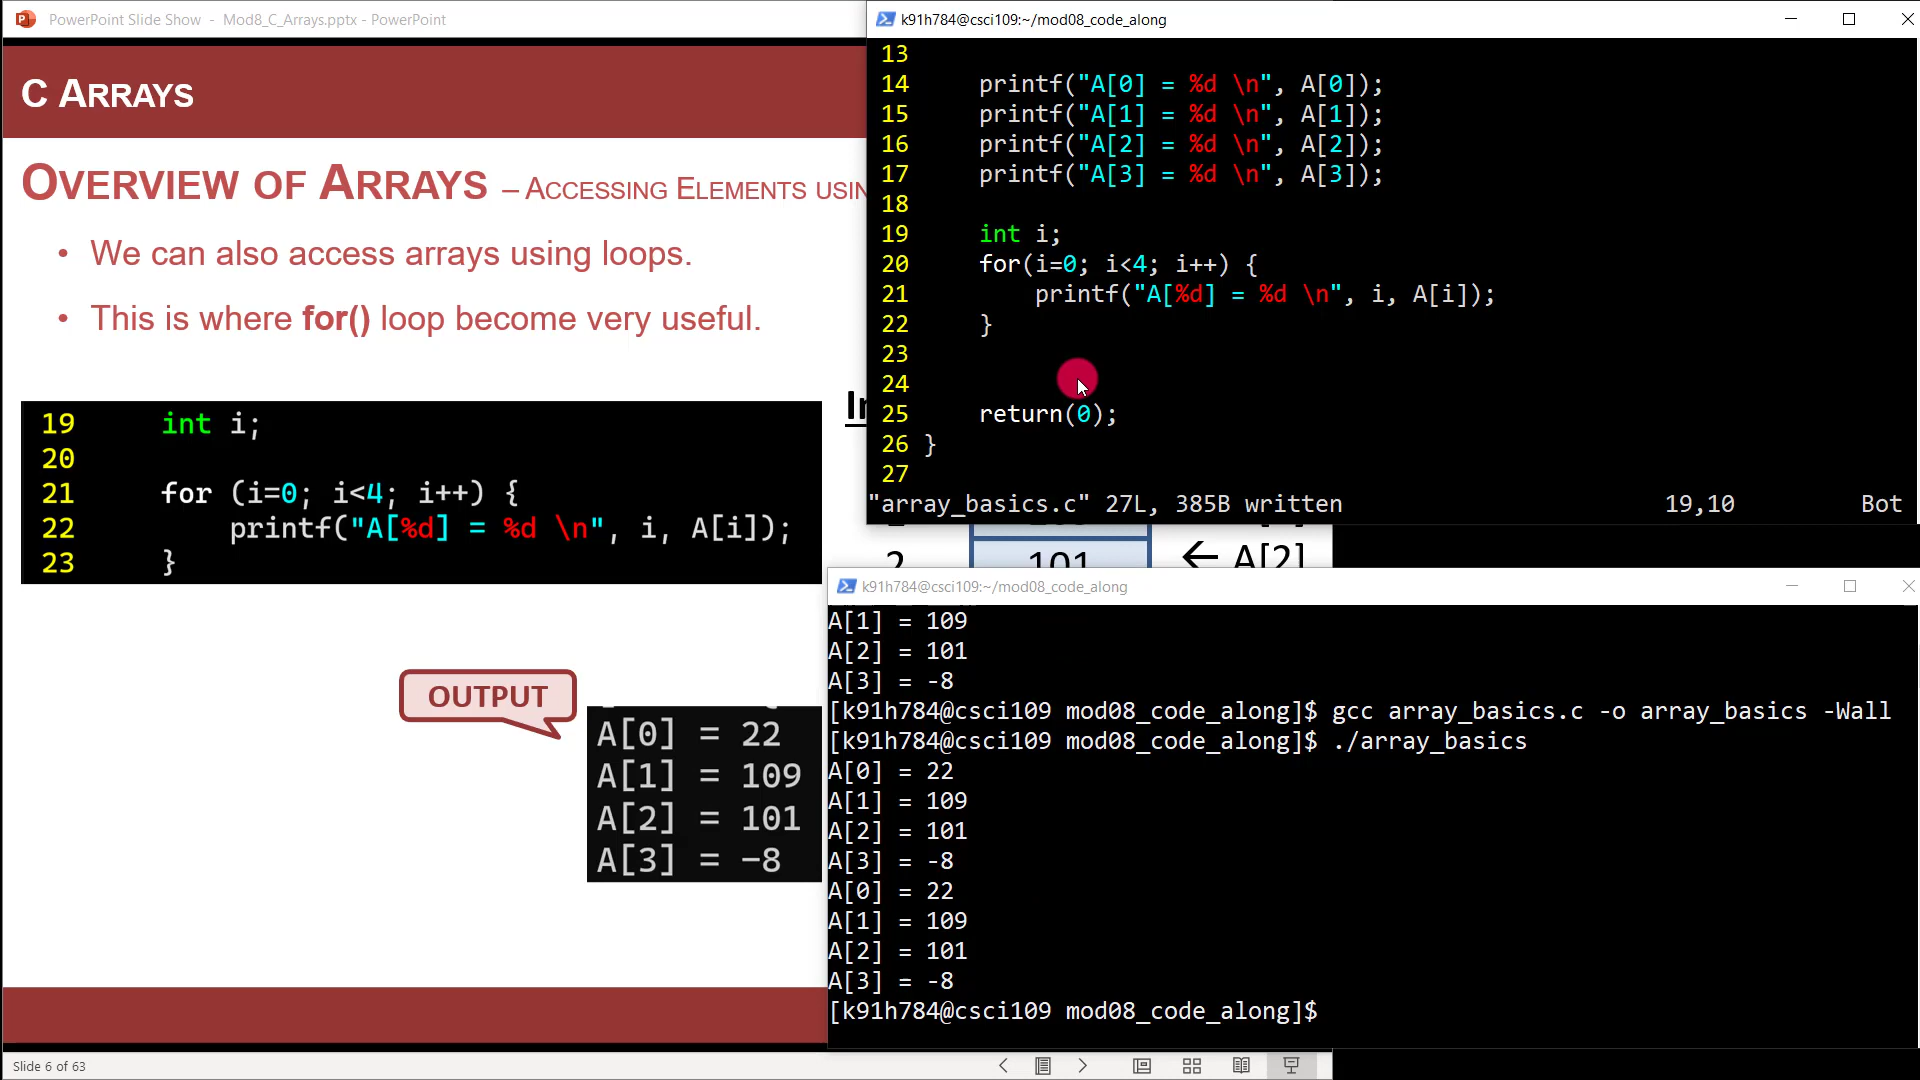 PowerPoint Slide Show - Mod8_C_Arrays.pptx - PowerPoint
C ARRAYS
OVERVIEW OF ARRAYS – ACCESSING ELEMENTS
• We can also access arrays using loops.
• This is where for() loop become very useful.
19 int i;
20
21 for (i=0; i<4; i++) {
22 printf("A[%d] = %d \n", i, A[i]);
23 }
OUTPUT
A[0] = 22
A[1] = 109
A[2] = 101
A[3] = -8
2 101 ← A[2]
Slide 6 of 63
k91h784@csci109:~/mod08_code_along
13
14 printf("A[0] = %d \n", A[0]);
15 printf("A[1] = %d \n", A[1]);
16 printf("A[2] = %d \n", A[2]);
17 printf("A[3] = %d \n", A[3]);
18
19 int i;
20 for(i=0; i<4; i++) {
21 printf("A[%d] = %d \n", i, A[i]);
22 }
23
24
25 return(0);
26 }
27
"array_basics.c" 27L, 385B written 19,10 Bot
k91h784@csci109:~/mod08_code_along
A[1] = 109
A[2] = 101
A[3] = -8
[k91h784@csci109 mod08_code_along]$ gcc array_basics.c -o array_basics -Wall
[k91h784@csci109 mod08_code_along]$ ./array_basics
A[0] = 22
A[1] = 109
A[2] = 101
A[3] = -8
A[0] = 22
A[1] = 109
A[2] = 101
A[3] = -8
[k91h784@csci109 mod08_code_along]$